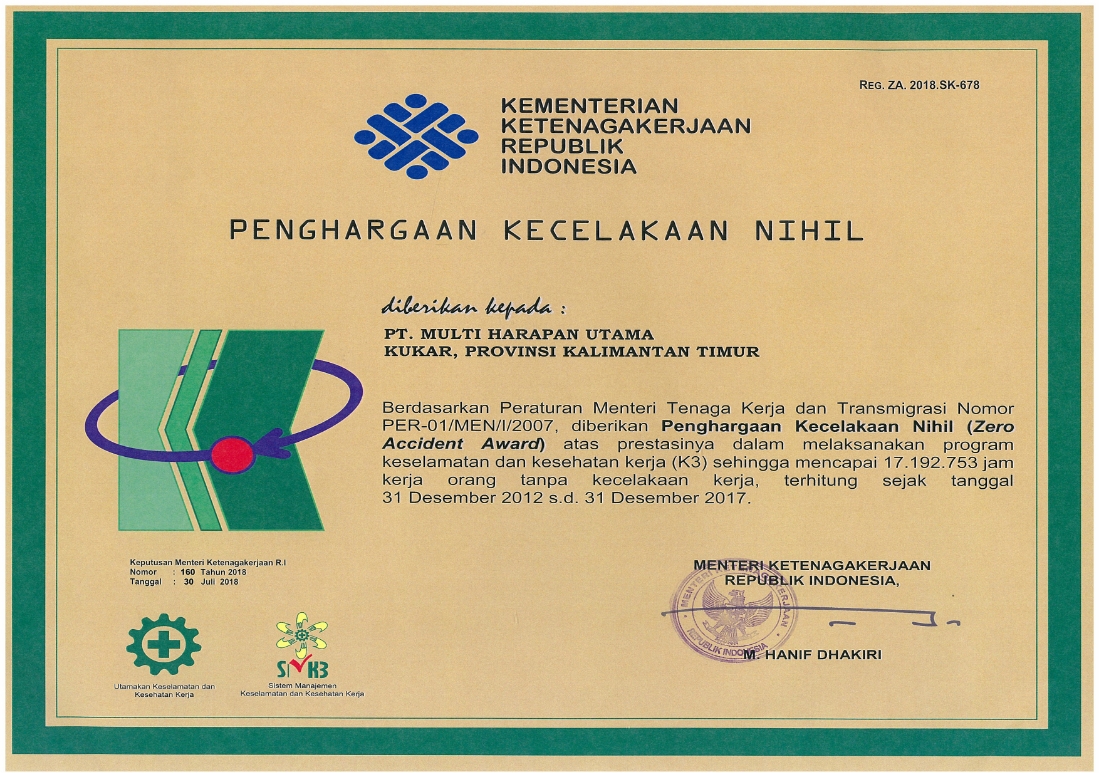 REG. ZA. 2018.SK-678
KEMENTERIAN
KETENAGAKERJAAN
REPUBLIK
INDONESIA
PENGHARGAAN KECELAKAAN NIHIL
diberikan kepada :
PT. MULTI HARAPAN UTAMA
KUKAR, PROVINSI KALIMANTAN TIMUR
Berdasarkan Peraturan Menteri Tenaga Kerja dan Transmigrasi Nomor
PER-01/MEN/I/2007, diberikan Penghargaan Kecelakaan Nihil (Zero
Accident Award) atas prestasinya dalam melaksanakan program
keselamatan dan kesehatan kerja (K3) sehingga mencapai 17.192.753 jam
kerja orang tanpa kecelakaan kerja, terhitung sejak tanggal
31 Desember 2012 s.d. 31 Desember 2017.
Keputusan Menteri Ketenagakerjaan R.I
Nomor : 160 Tahun 2018
Tanggal : 30 Juli 2018
MENTERI KETENAGAKERJAAN
REPUBLIK INDONESIA,
MENTERI KETENAGAKERJAAN
REPUBLIK INDONESIA
M. HANIF DHAKIRI
Utamakan Keselamatan dan
Kesehatan Kerja
SMK3
Sistem Manajemen
Keselamatan dan Kesehatan Kerja